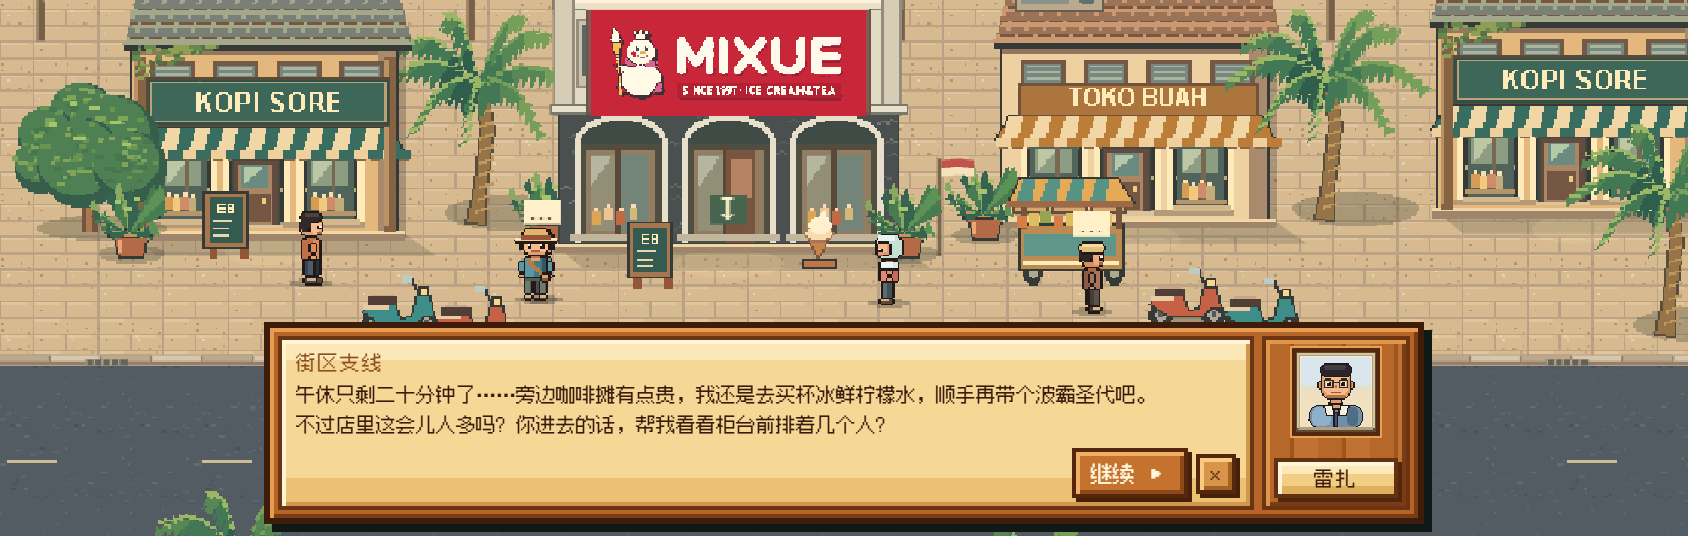 MIXUE
KOPI SORE
TOKO BUAH
KOPI SORE
街区支线
午休只剩二十分钟了……旁边咖啡摊有点贵，我还是去买杯冰鲜柠檬水，顺手再带个波霸圣代吧。
不过店里这会儿人多吗？你进去的话，帮我看看柜台前排着几个人？
继续
雷扎